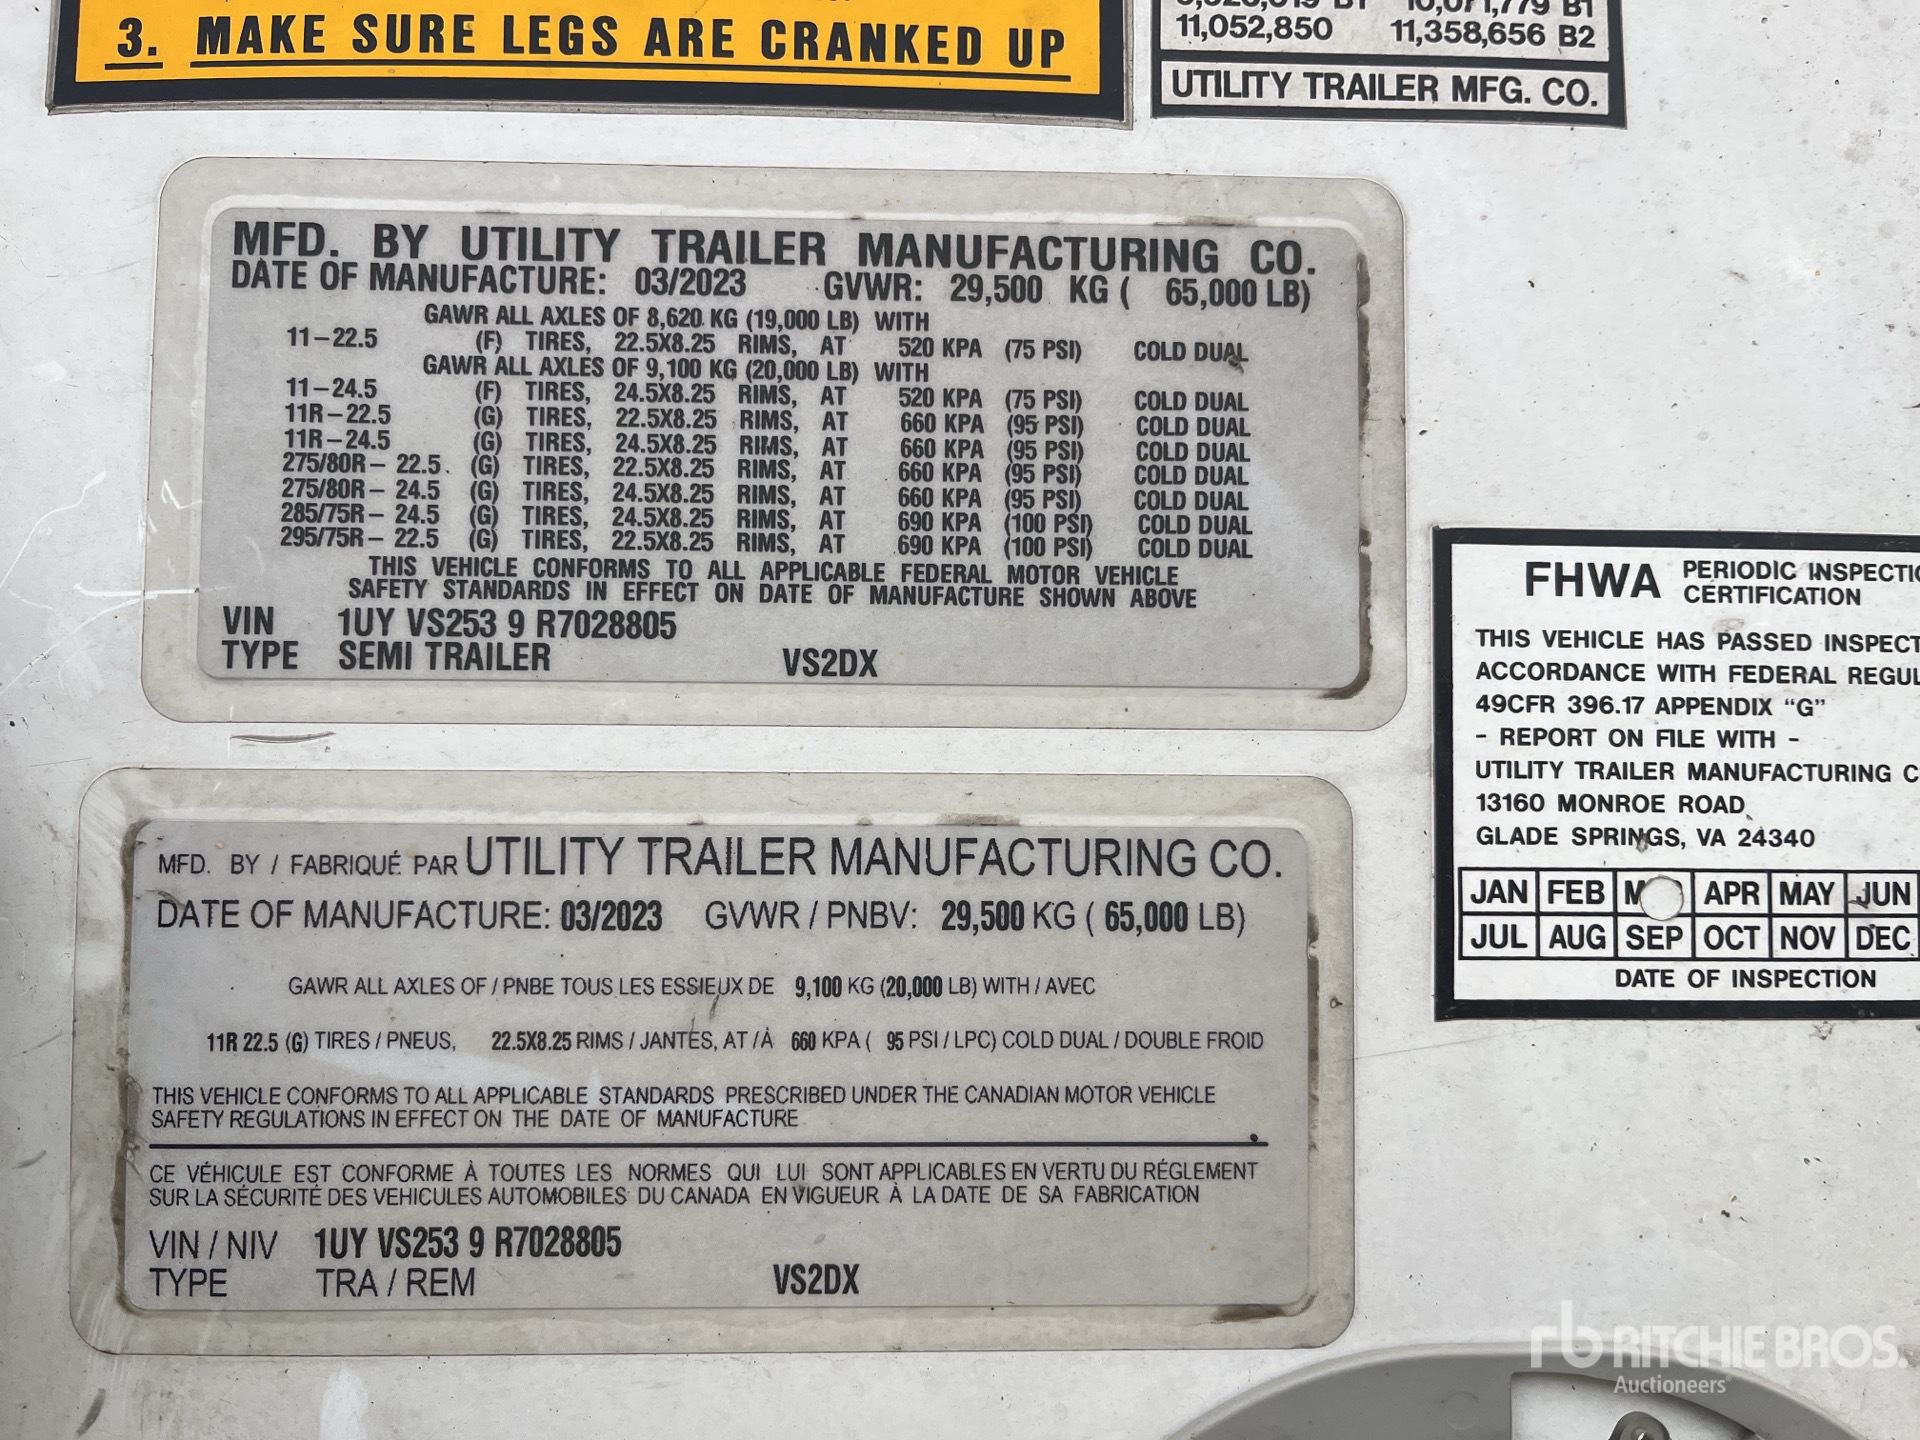 3. MAKE SURE LEGS ARE CRANKED UP
11,052,850 11,358,656 B2
UTILITY TRAILER MFG. CO.
MFD. BY UTILITY TRAILER MANUFACTURING CO.
DATE OF MANUFACTURE: 03/2023 GVWR: 29,500 KG ( 65,000 LB)
GAWR ALL AXLES OF 8,620 KG (19,000 LB) WITH
11-22.5 (F) TIRES, 22.5X8.25 RIMS, AT 520 KPA (75 PSI) COLD DUAL
GAWR ALL AXLES OF 9,100 KG (20,000 LB) WITH
11-24.5 (F) TIRES, 24.5X8.25 RIMS, AT 520 KPA (75 PSI) COLD DUAL
11R-22.5 (G) TIRES, 22.5X8.25 RIMS, AT 660 KPA (95 PSI) COLD DUAL
11R-24.5 (G) TIRES, 24.5X8.25 RIMS, AT 660 KPA (95 PSI) COLD DUAL
275/80R- 22.5 (G) TIRES, 22.5X8.25 RIMS, AT 660 KPA (95 PSI) COLD DUAL
275/80R- 24.5 (G) TIRES, 24.5X8.25 RIMS, AT 660 KPA (95 PSI) COLD DUAL
285/75R- 24.5 (G) TIRES, 24.5X8.25 RIMS, AT 690 KPA (100 PSI) COLD DUAL
295/75R- 22.5 (G) TIRES, 22.5X8.25 RIMS, AT 690 KPA (100 PSI) COLD DUAL
THIS VEHICLE CONFORMS TO ALL APPLICABLE FEDERAL MOTOR VEHICLE
SAFETY STANDARDS IN EFFECT ON DATE OF MANUFACTURE SHOWN ABOVE
VIN 1UY VS253 9 R7028805
TYPE SEMI TRAILER VS2DX
FHWA PERIODIC INSPECTIO
CERTIFICATION
THIS VEHICLE HAS PASSED INSPECT
ACCORDANCE WITH FEDERAL REGUL
49CFR 396.17 APPENDIX "G"
- REPORT ON FILE WITH -
UTILITY TRAILER MANUFACTURING C
13160 MONROE ROAD
GLADE SPRINGS, VA 24340
JAN FEB M APR MAY JUN
JUL AUG SEP OCT NOV DEC
DATE OF INSPECTION
MFD. BY / FABRIQUÉ PAR UTILITY TRAILER MANUFACTURING CO.
DATE OF MANUFACTURE: 03/2023 GVWR / PNBV: 29,500 KG ( 65,000 LB)
GAWR ALL AXLES OF / PNBE TOUS LES ESSIEUX DE 9,100 KG (20,000 LB) WITH / AVEC
11R 22.5 (G) TIRES / PNEUS, 22.5X8.25 RIMS / JANTES, AT / À 660 KPA ( 95 PSI / LPC) COLD DUAL / DOUBLE FROID
THIS VEHICLE CONFORMS TO ALL APPLICABLE STANDARDS PRESCRIBED UNDER THE CANADIAN MOTOR VEHICLE
SAFETY REGULATIONS IN EFFECT ON THE DATE OF MANUFACTURE
CE VÉHICULE EST CONFORME À TOUTES LES NORMES QUI LUI SONT APPLICABLES EN VERTU DU RÉGLEMENT
SUR LA SÉCURITÉ DES VEHICULES AUTOMOBILES DU CANADA EN VIGUEUR À LA DATE DE SA FABRICATION
VIN / NIV 1UY VS253 9 R7028805
TYPE TRA / REM VS2DX
rb RITCHIE BROS.
Auctioneers